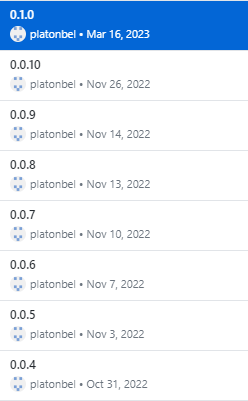 0.1.0
platonbel • Mar 16, 2023
0.0.10
platonbel • Nov 26, 2022
0.0.9
platonbel • Nov 14, 2022
0.0.8
platonbel • Nov 13, 2022
0.0.7
platonbel • Nov 10, 2022
0.0.6
platonbel • Nov 7, 2022
0.0.5
platonbel • Nov 3, 2022
0.0.4
platonbel • Oct 31, 2022